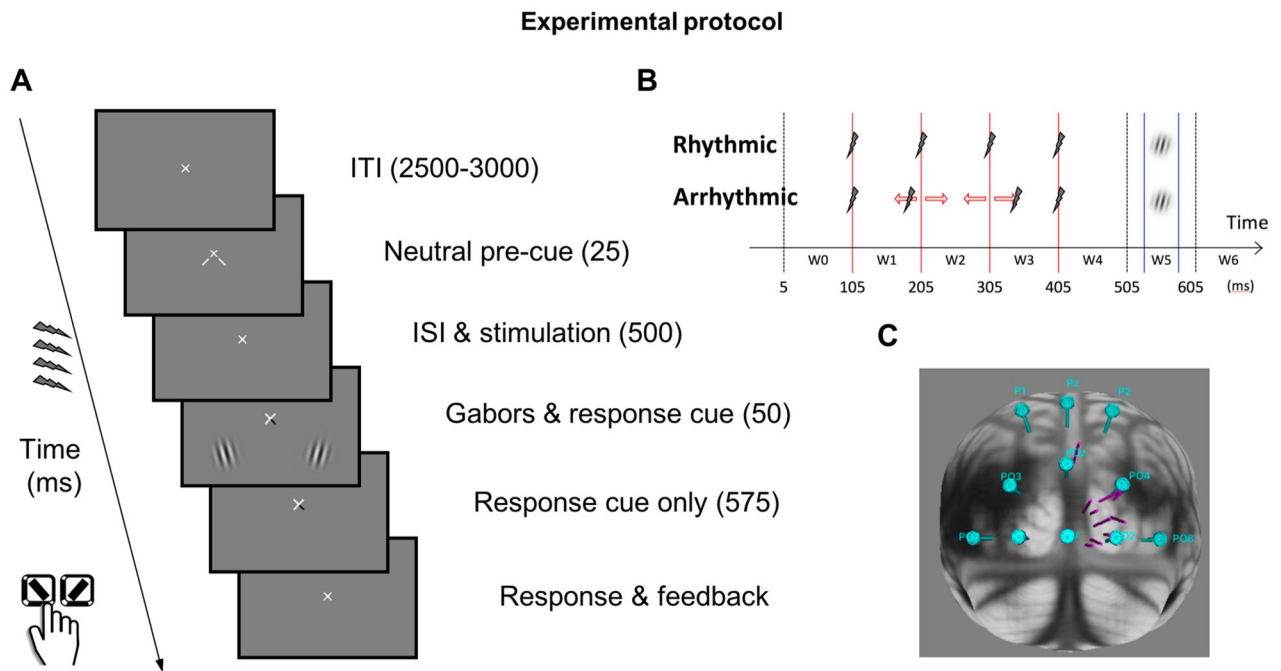 Experimental protocol
A
ITI (2500-3000)
Neutral pre-cue (25)
ISI & stimulation (500)
Gabors & response cue (50)
Response cue only (575)
Response & feedback
Time
(ms)
B
Rhythmic
Arrhythmic
Time
W0 W1 W2 W3 W4 W5 W6
5 105 205 305 405 505 605 (ms)
C
P1 Pz P2
PO3 POz PO4
PO8